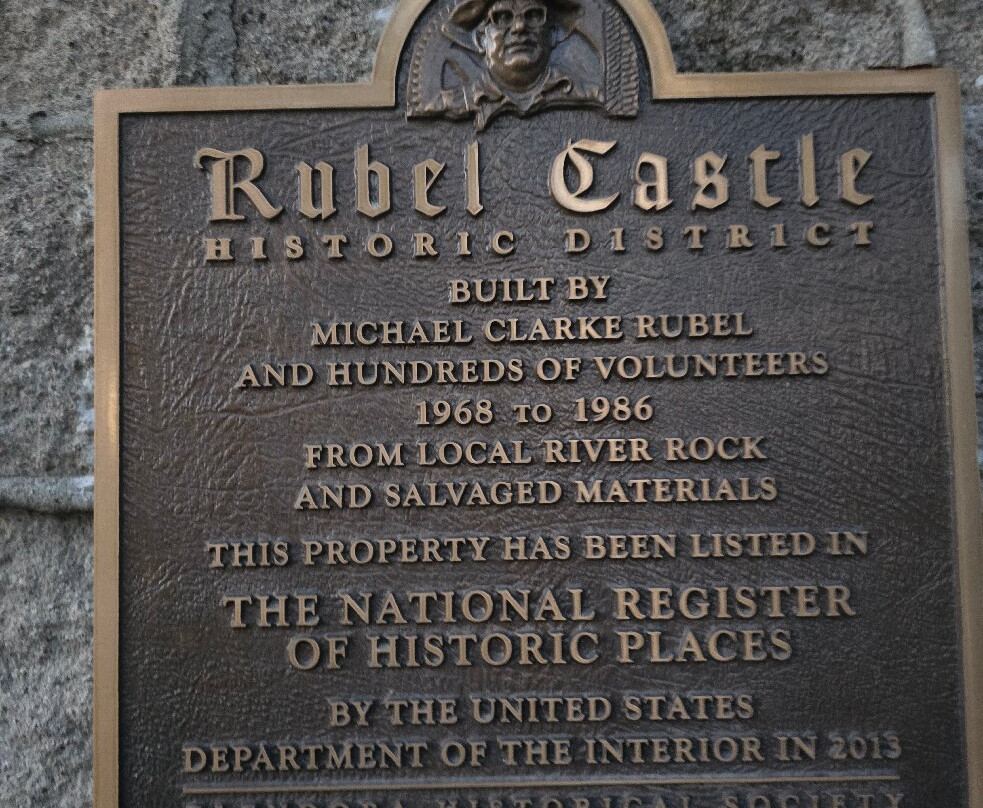 Rubel Castle
HISTORIC DISTRICT
BUILT BY
MICHAEL CLARKE RUBEL
AND HUNDREDS OF VOLUNTEERS
1968 TO 1986
FROM LOCAL RIVER ROCK
AND SALVAGED MATERIALS
THIS PROPERTY HAS BEEN LISTED IN
THE NATIONAL REGISTER
OF HISTORIC PLACES
BY THE UNITED STATES
DEPARTMENT OF THE INTERIOR IN 2013
HISTORICAL SOCIETY